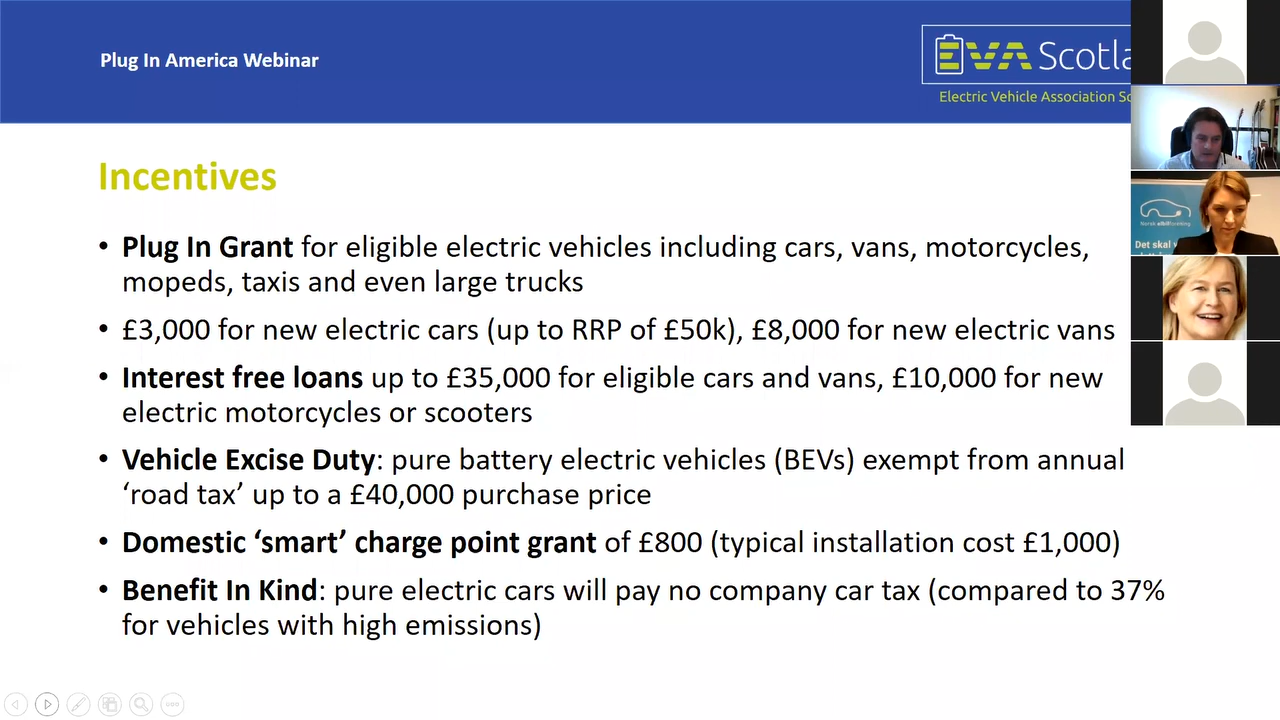 Plug In America Webinar
EVA Scotla
Electric Vehicle Association Sc
Incentives
• Plug In Grant for eligible electric vehicles including cars, vans, motorcycles,
mopeds, taxis and even large trucks
• £3,000 for new electric cars (up to RRP of £50k), £8,000 for new electric vans
• Interest free loans up to £35,000 for eligible cars and vans, £10,000 for new
electric motorcycles or scooters
• Vehicle Excise Duty: pure battery electric vehicles (BEVs) exempt from annual
‘road tax’ up to a £40,000 purchase price
• Domestic ‘smart’ charge point grant of £800 (typical installation cost £1,000)
• Benefit In Kind: pure electric cars will pay no company car tax (compared to 37%
for vehicles with high emissions)
Norsk elbilforening
Det skal